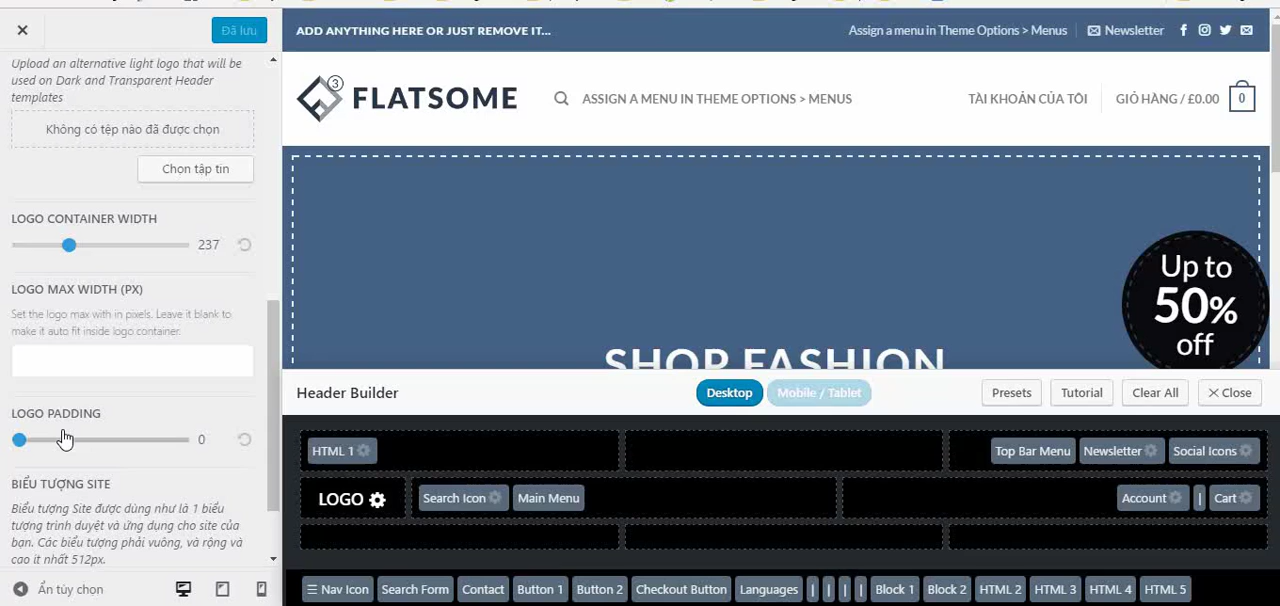 Đã lưu
Upload an alternative light logo that will be
used on Dark and Transparent Header
templates
Không có tệp nào đã được chọn
Chọn tập tin
LOGO CONTAINER WIDTH
237
LOGO MAX WIDTH (PX)
Set the logo max with in pixels. Leave it blank to
make it auto fit inside logo container.
LOGO PADDING
0
BIỂU TƯỢNG SITE
Biểu tượng Site được dùng như là 1 biểu
tượng trình duyệt và ứng dụng cho site của
bạn. Các biểu tượng phải vuông, và rộng và
cao ít nhất 512px.
Ẩn tùy chọn
ADD ANYTHING HERE OR JUST REMOVE IT...
Assign a menu in Theme Options > Menus
Newsletter
3
FLATSOME
ASSIGN A MENU IN THEME OPTIONS > MENUS
TÀI KHOẢN CỦA TÔI
GIỎ HÀNG / £0.00
0
Up to
50%
off
SHOP FASHION
Header Builder
Desktop
Mobile / Tablet
Presets
Tutorial
Clear All
Close
HTML 1
Top Bar Menu
Newsletter
Social Icons
LOGO
Search Icon
Main Menu
Account
|
Cart
Nav Icon
Search Form
Contact
Button 1
Button 2
Checkout Button
Languages
|
|
|
|
Block 1
Block 2
HTML 2
HTML 3
HTML 4
HTML 5